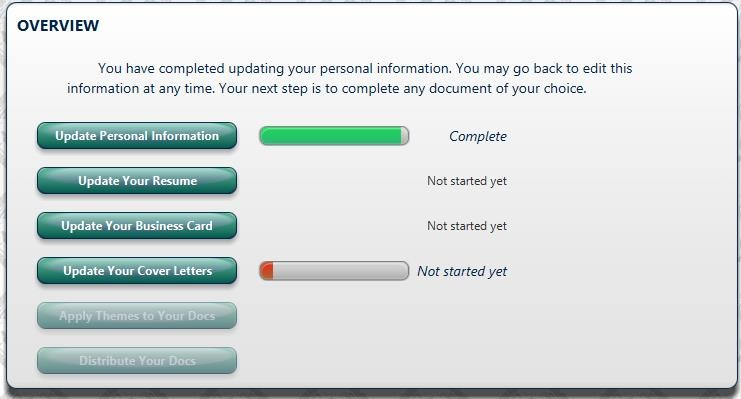 OVERVIEW
You have completed updating your personal information. You may go back to edit this
information at any time. Your next step is to complete any document of your choice.
Update Personal Information Complete
Update Your Resume Not started yet
Update Your Business Card Not started yet
Update Your Cover Letters Not started yet
Apply Themes to Your Docs
Distribute Your Docs